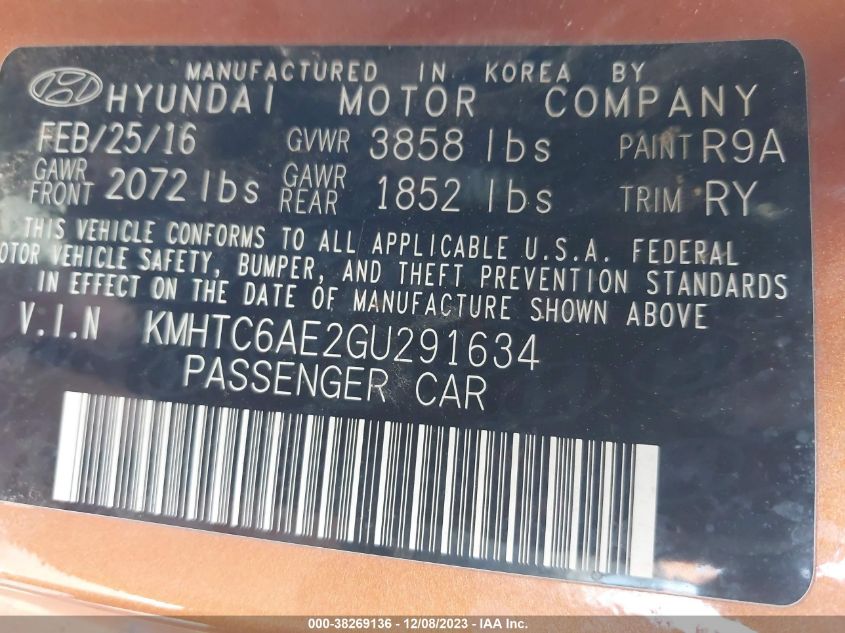 MANUFACTURED IN KOREA BY
HYUNDAI MOTOR COMPANY
FEB/25/16 GVWR 3858 lbs PAINT R9A
GAWR FRONT 2072 lbs GAWR REAR 1852 lbs TRIM RY
THIS VEHICLE CONFORMS TO ALL APPLICABLE U.S.A. FEDERAL
OTOR VEHICLE SAFETY, BUMPER, AND THEFT PREVENTION STANDARDS
IN EFFECT ON THE DATE OF MANUFACTURE SHOWN ABOVE
V.I.N KMHTC6AE2GU291634
PASSENGER CAR
000-38269136 - 12/08/2023 - IAA Inc.